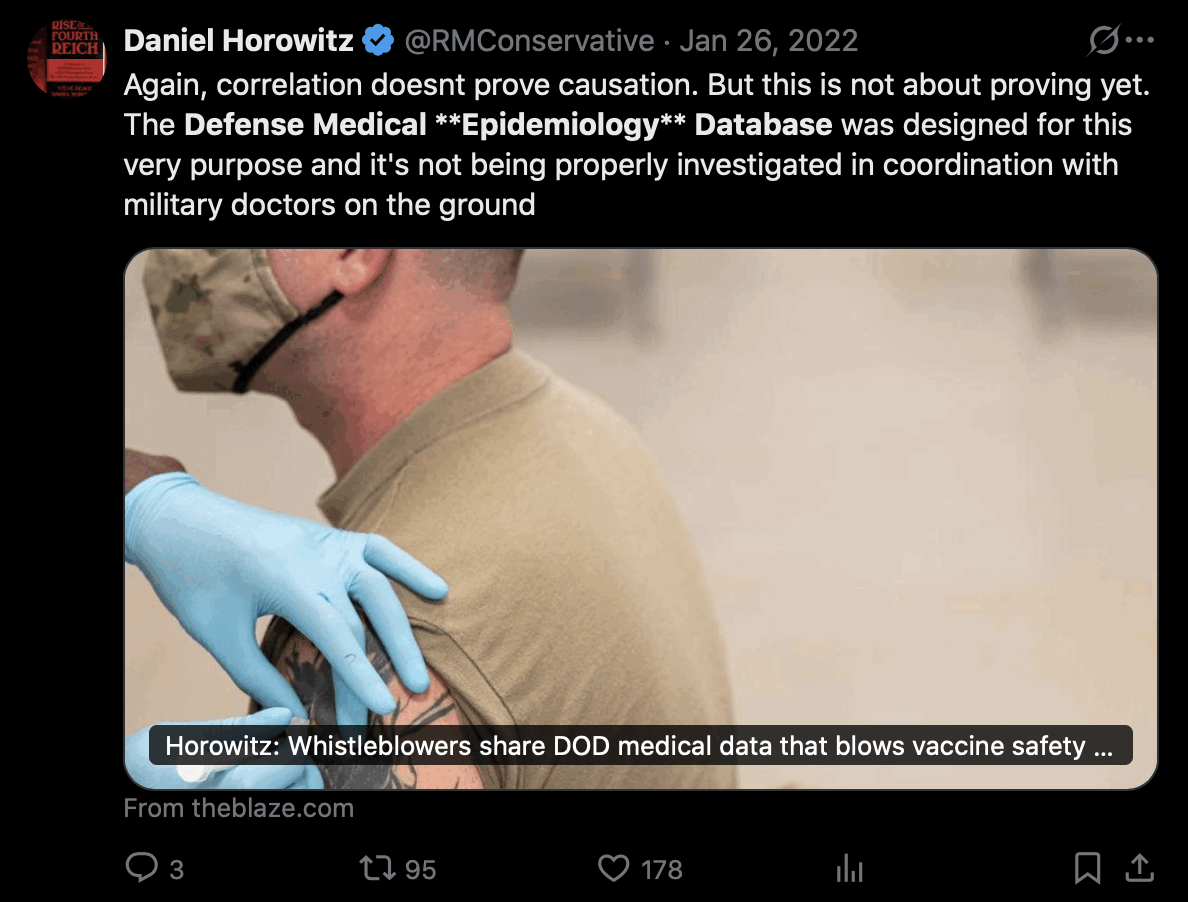 RISE OF
FOURTH
REICH
Daniel Horowitz @RMConservative · Jan 26, 2022
Again, correlation doesnt prove causation. But this is not about proving yet.
The Defense Medical **Epidemiology** Database was designed for this
very purpose and it's not being properly investigated in coordination with
military doctors on the ground
Horowitz: Whistleblowers share DOD medical data that blows vaccine safety ...
From theblaze.com
3 95 178